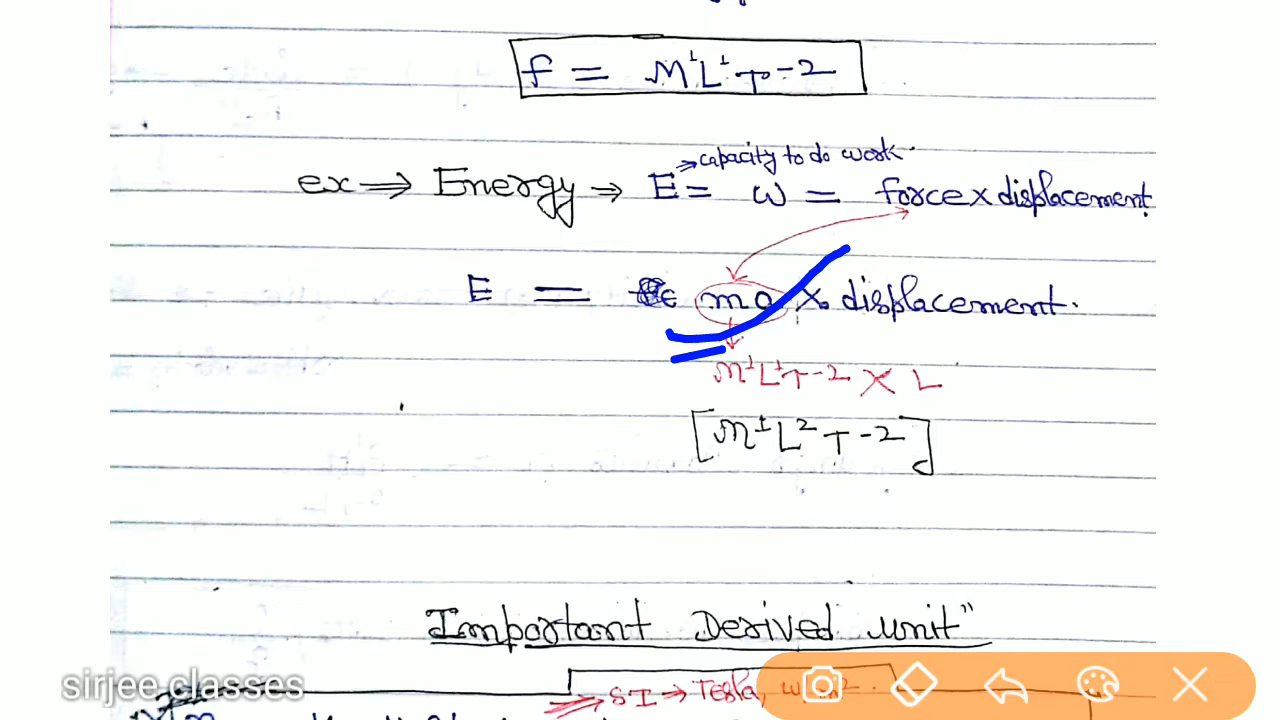 f = M¹L¹T-2
⇒ capacity to do work.
ex ⇒ Energy ⇒ E = W = force x displacement
E = ma x displacement.
M¹L¹T-2 X L
[M¹L²T-2]
Important Derived unit"
⇒ SI → Tesla,
sirjee classes